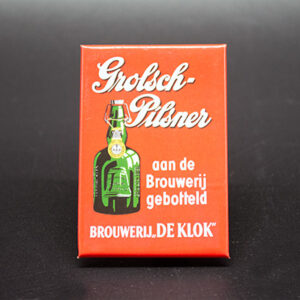 Grolsch-
Pilsner
aan de
Brouwerij
gebotteld
BROUWERIJ „DE KLOK"